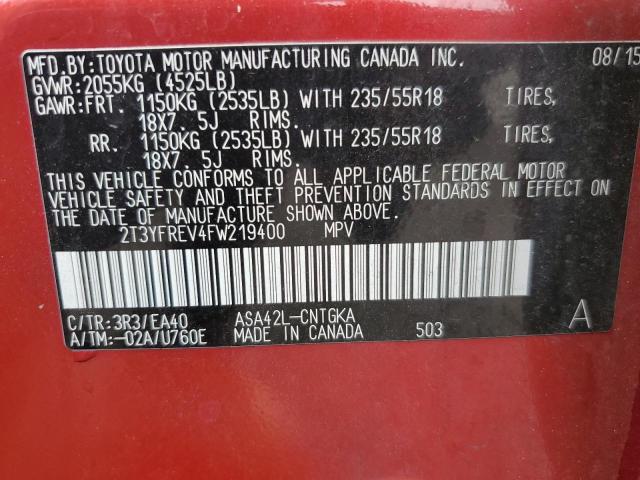 MFD.BY:TOYOTA MOTOR MANUFACTURING CANADA INC. 08/15
GVWR:2055KG (4525LB)
GAWR:FRT. 1150KG (2535LB) WITH 235/55R18 TIRES,
18X7. 5J RIMS.
RR. 1150KG (2535LB) WITH 235/55R18 TIRES,
18X7. 5J RIMS.
THIS VEHICLE CONFORMS TO ALL APPLICABLE FEDERAL MOTOR
VEHICLE SAFETY AND THEFT PREVENTION STANDARDS IN EFFECT ON
THE DATE OF MANUFACTURE SHOWN ABOVE.
2T3YFREV4FW219400 MPV
C/TR:3R3/EA40 ASA42L-CNTGKA
A/TM:-02A/U760E MADE IN CANADA 503 A